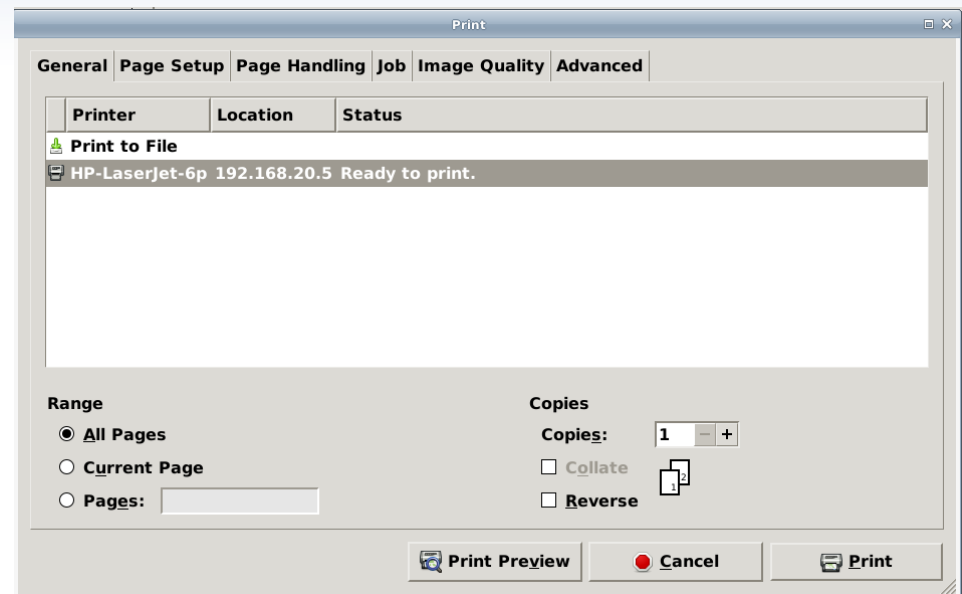 Print
General Page Setup Page Handling Job Image Quality Advanced
Printer Location Status
Print to File
HP-LaserJet-6p 192.168.20.5 Ready to print.
Range Copies
All Pages Copies: 1 − +
Current Page Collate
Pages: Reverse
1 2
Print Preview Cancel Print